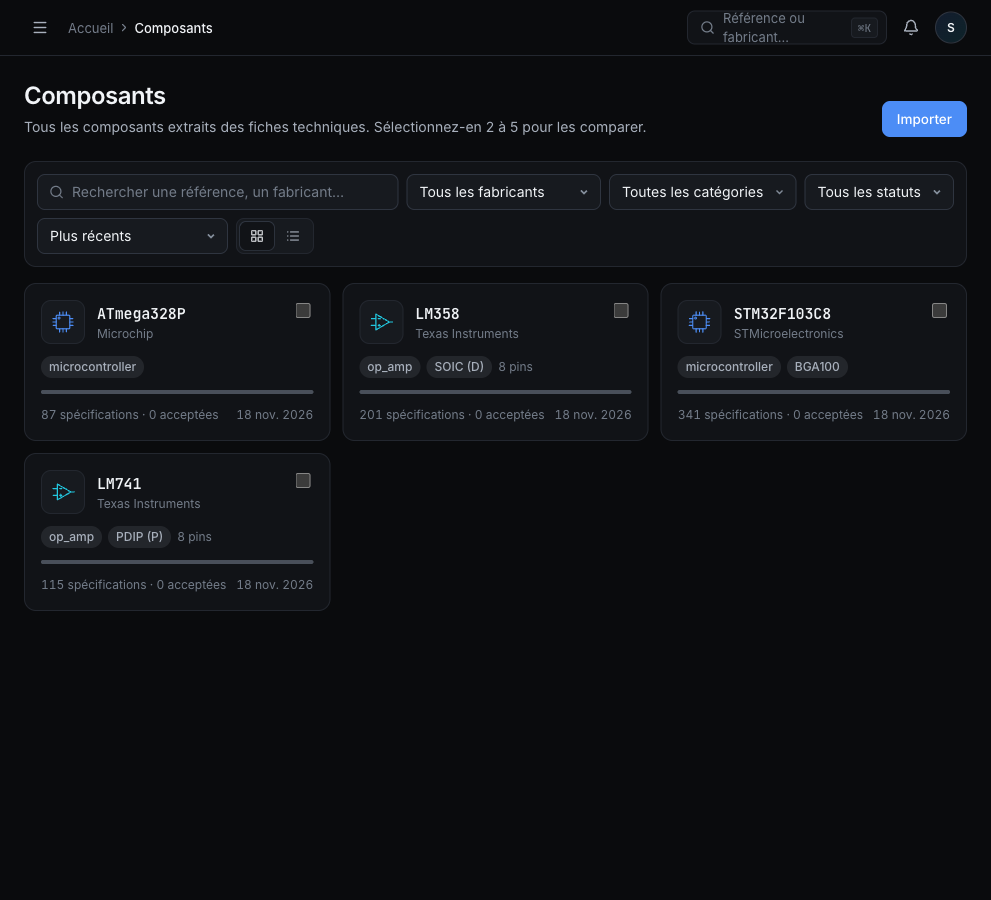 Accueil > Composants
Référence ou
fabricant...
⌘K
S
Composants
Tous les composants extraits des fiches techniques. Sélectionnez-en 2 à 5 pour les comparer.
Importer
Rechercher une référence, un fabricant...
Tous les fabricants
Toutes les catégories
Tous les statuts
Plus récents
ATmega328P
Microchip
microcontroller
87 spécifications · 0 acceptées
18 nov. 2026
LM358
Texas Instruments
op_amp
SOIC (D)
8 pins
201 spécifications · 0 acceptées
18 nov. 2026
STM32F103C8
STMicroelectronics
microcontroller
BGA100
341 spécifications · 0 acceptées
18 nov. 2026
LM741
Texas Instruments
op_amp
PDIP (P)
8 pins
115 spécifications · 0 acceptées
18 nov. 2026